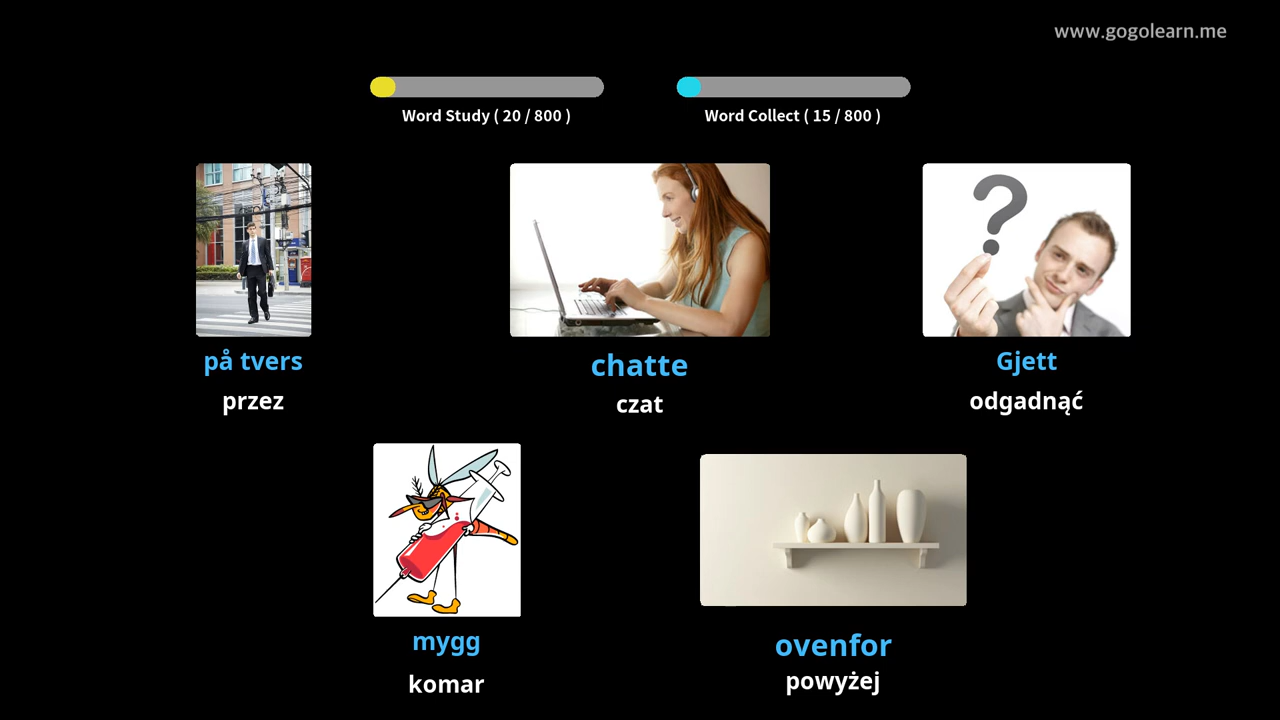 www.gogolearn.me
Word Study ( 20 / 800 )
Word Collect ( 15 / 800 )
på tvers
przez
chatte
czat
Gjett
odgadnąć
mygg
komar
ovenfor
powyżej